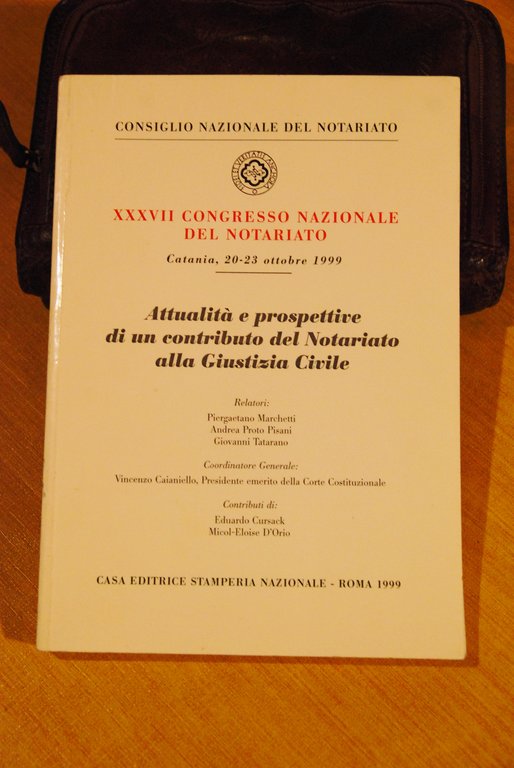 CONSIGLIO NAZIONALE DEL NOTARIATO
XXXVII CONGRESSO NAZIONALE
DEL NOTARIATO
Catania, 20-23 ottobre 1999
Attualità e prospettive
di un contributo del Notariato
alla Giustizia Civile
Relatori:
Piergaetano Marchetti
Andrea Proto Pisani
Giovanni Tatarano
Coordinatore Generale:
Vincenzo Caianiello, Presidente emerito della Corte Costituzionale
Contributi di:
Eduardo Cursack
Micol-Eloise D'Orio
CASA EDITRICE STAMPERIA NAZIONALE - ROMA 1999